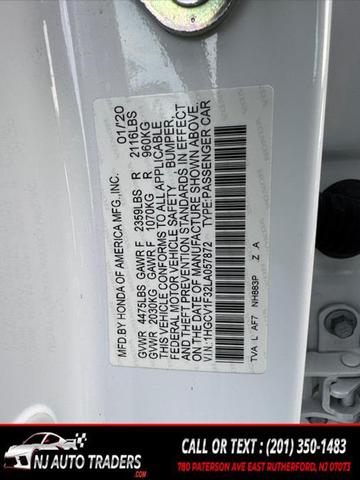 MFD.BY HONDA OF AMERICA MFG.,INC. 01/'20
GVWR 4475LBS GAWR F 2359LBS R 2116LBS
GVWR 2030KG GAWR F 1070KG R 960KG
THIS VEHICLE CONFORMS TO ALL APPLICABLE
FEDERAL MOTOR VEHICLE SAFETY, BUMPER,
AND THEFT PREVENTION STANDARDS IN EFFECT
ON THE DATE OF MANUFACTURE SHOWN ABOVE.
V.I.N.:1HGCV1F32LA057872 TYPE:PASSENGER CAR
TVA L AF7 NH883P Z A
NJ AUTO TRADERS
.COM
CALL OR TEXT : (201) 350-1483
780 PATERSON AVE EAST RUTHERFORD, NJ 07073